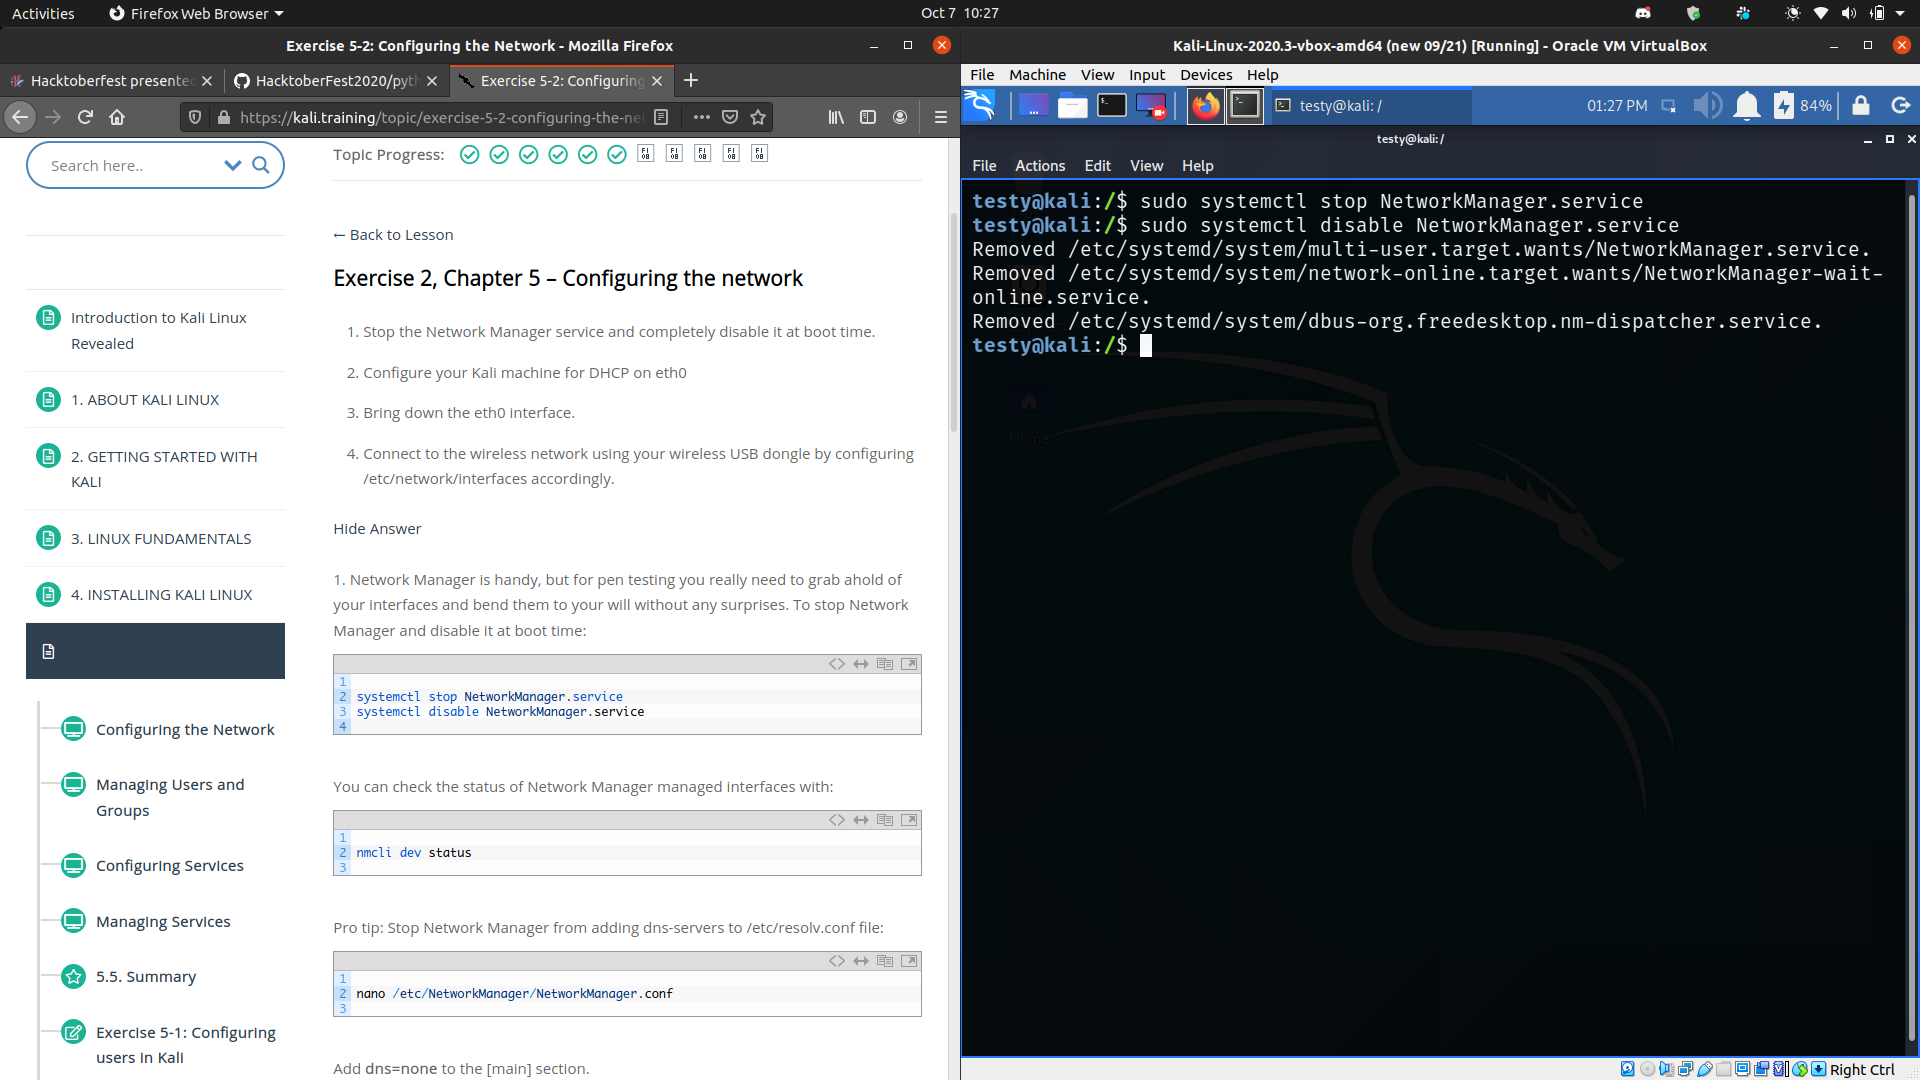 Activities
Firefox Web Browser
Oct 7 10:27
Exercise 5-2: Configuring the Network - Mozilla Firefox
Hacktoberfest presente
HacktoberFest2020/pyth
Exercise 5-2: Configuring
https://kali.training/topic/exercise-5-2-configuring-the-ne
Search here..
Introduction to Kali Linux
Revealed
1. ABOUT KALI LINUX
2. GETTING STARTED WITH
KALI
3. LINUX FUNDAMENTALS
4. INSTALLING KALI LINUX
Configuring the Network
Managing Users and
Groups
Configuring Services
Managing Services
5.5. Summary
Exercise 5-1: Configuring
users in Kali
Topic Progress:
← Back to Lesson
Exercise 2, Chapter 5 – Configuring the network
1. Stop the Network Manager service and completely disable it at boot time.
2. Configure your Kali machine for DHCP on eth0
3. Bring down the eth0 interface.
4. Connect to the wireless network using your wireless USB dongle by configuring
/etc/network/interfaces accordingly.
Hide Answer
1. Network Manager is handy, but for pen testing you really need to grab ahold of
your interfaces and bend them to your will without any surprises. To stop Network
Manager and disable it at boot time:
1
2 systemctl stop NetworkManager.service
3 systemctl disable NetworkManager.service
4
You can check the status of Network Manager managed interfaces with:
1
2 nmcli dev status
3
Pro tip: Stop Network Manager from adding dns-servers to /etc/resolv.conf file:
1
2 nano /etc/NetworkManager/NetworkManager.conf
3
Add dns=none to the [main] section.
Kali-Linux-2020.3-vbox-amd64 (new 09/21) [Running] - Oracle VM VirtualBox
File Machine View Input Devices Help
testy@kali: /
01:27 PM
84%
testy@kali: /
File Actions Edit View Help
testy@kali:/$ sudo systemctl stop NetworkManager.service
testy@kali:/$ sudo systemctl disable NetworkManager.service
Removed /etc/systemd/system/multi-user.target.wants/NetworkManager.service.
Removed /etc/systemd/system/network-online.target.wants/NetworkManager-wait-
online.service.
Removed /etc/systemd/system/dbus-org.freedesktop.nm-dispatcher.service.
testy@kali:/$
Home
Right Ctrl